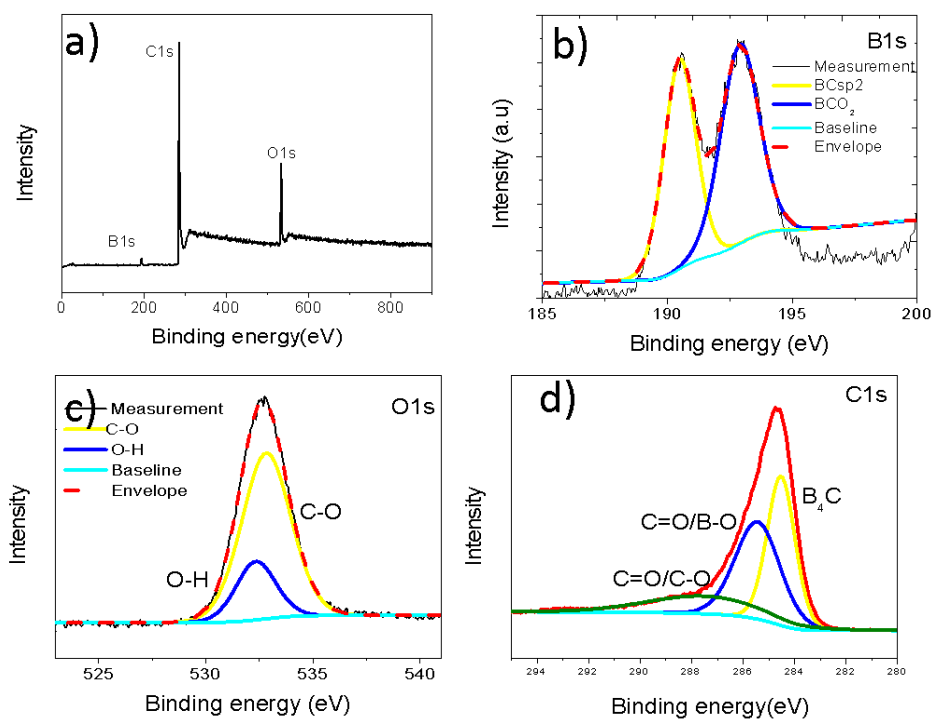 a)
C1s
O1s
B1s
Intensity
0 200 400 600 800
Binding energy(eV)
b)
B1s
Measurement
BCsp2
BCO₂
Baseline
Envelope
Intensity (a.u)
185 190 195 200
Binding energy (eV)
c)
O1s
Measurement
C-O
O-H
Baseline
Envelope
C-O
O-H
Intensity
525 530 535 540
Binding energy (eV)
d)
C1s
B₄C
C=O/B-O
C=O/C-O
Intensity
294 292 290 288 286 284 282 280
Binding energy(eV)